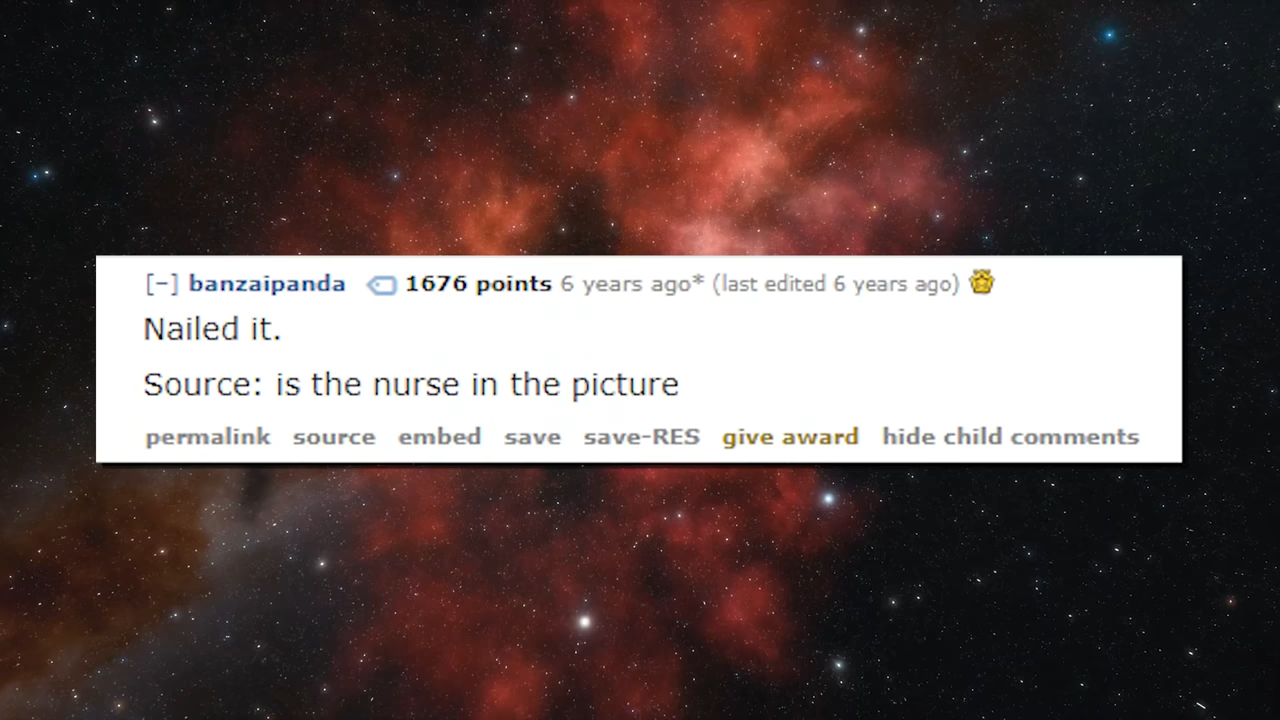 [−] banzaipanda 1676 points 6 years ago* (last edited 6 years ago)
Nailed it.
Source: is the nurse in the picture
permalink source embed save save-RES give award hide child comments